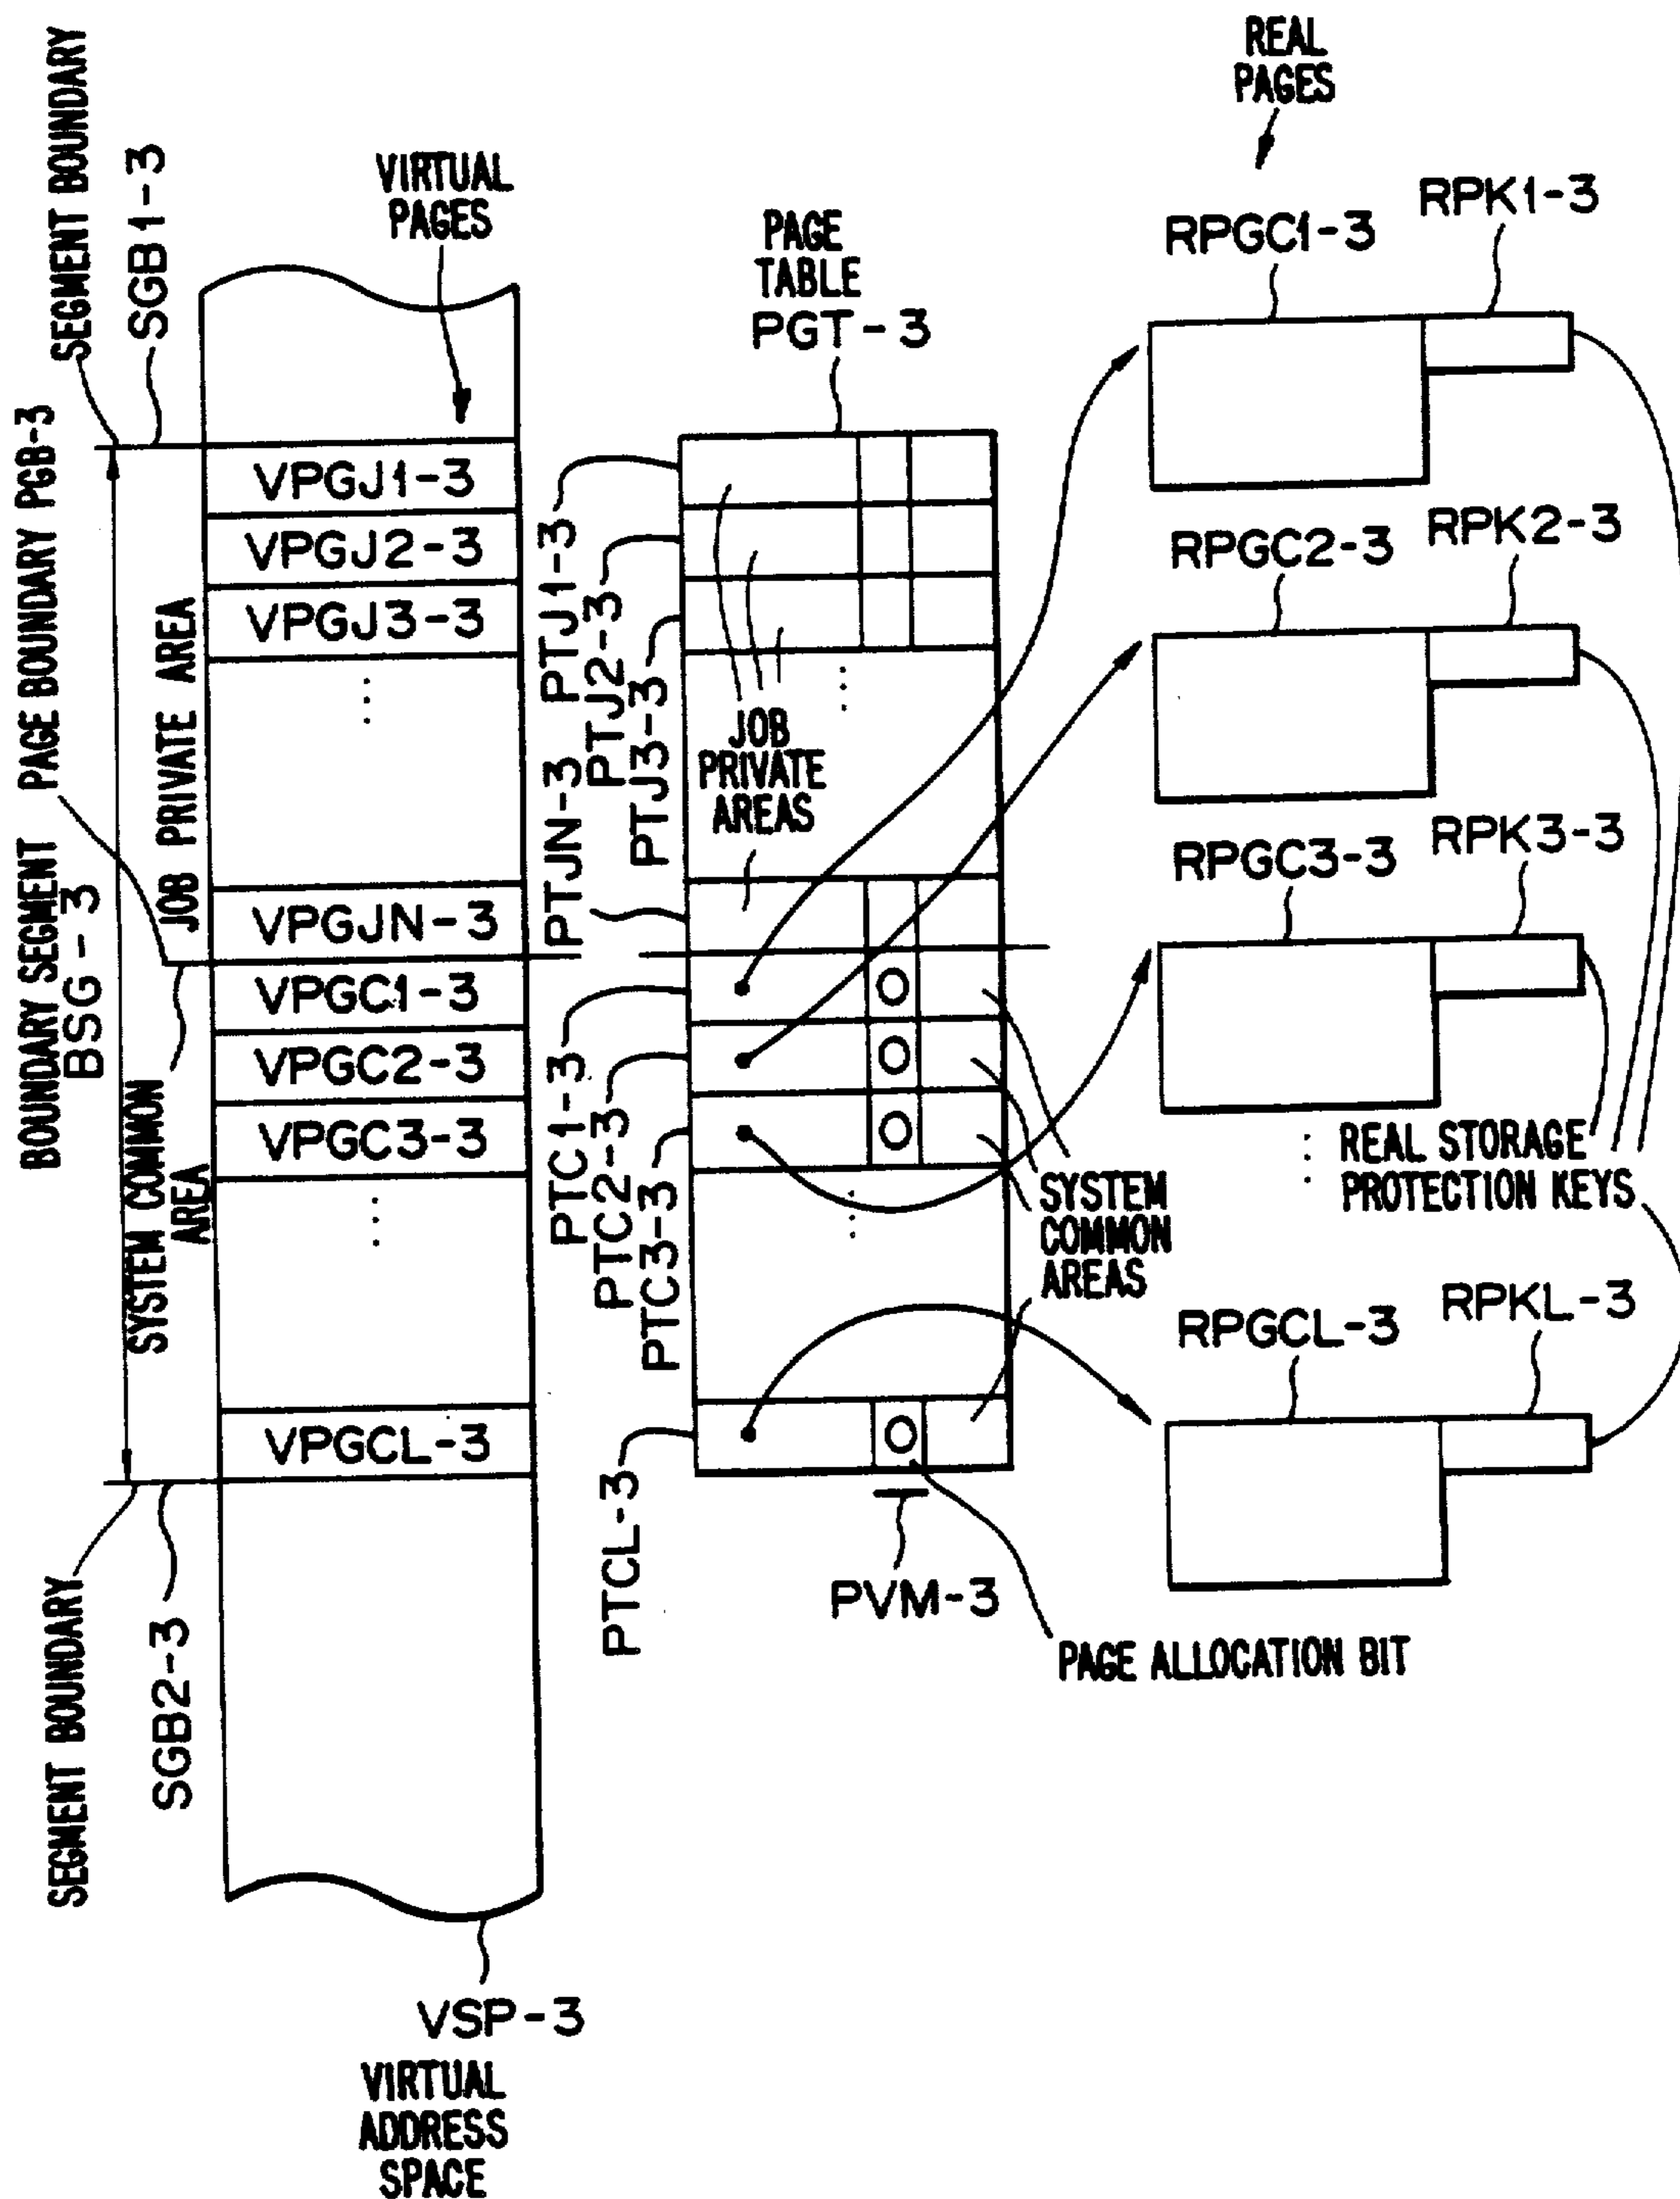 REAL
PAGES
SEGMENT BOUNDARY
SGB1-3
VIRTUAL
PAGES
PAGE
TABLE
PGT-3
RPGC1-3
RPK1-3
PAGE BOUNDARY PGB-3
BOUNDARY SEGMENT
BSG-3
JOB PRIVATE AREA
SYSTEM COMMON
AREA
VPGJ1-3
VPGJ2-3
VPGJ3-3
⋮
VPGJN-3
VPGC1-3
VPGC2-3
VPGC3-3
⋮
VPGCL-3
PTJ1-3
PTJ2-3
PTJ3-3
PTJN-3
PTC1-3
PTC2-3
PTC3-3
PTCL-3
⋮
JOB
PRIVATE
AREAS
O
O
O
⋮
O
SYSTEM
COMMON
AREAS
RPGC2-3
RPK2-3
RPGC3-3
RPK3-3
⋮
REAL STORAGE
PROTECTION KEYS
RPGCL-3
RPKL-3
PVM-3
PAGE ALLOCATION BIT
SEGMENT BOUNDARY
SGB2-3
VSP-3
VIRTUAL
ADDRESS
SPACE